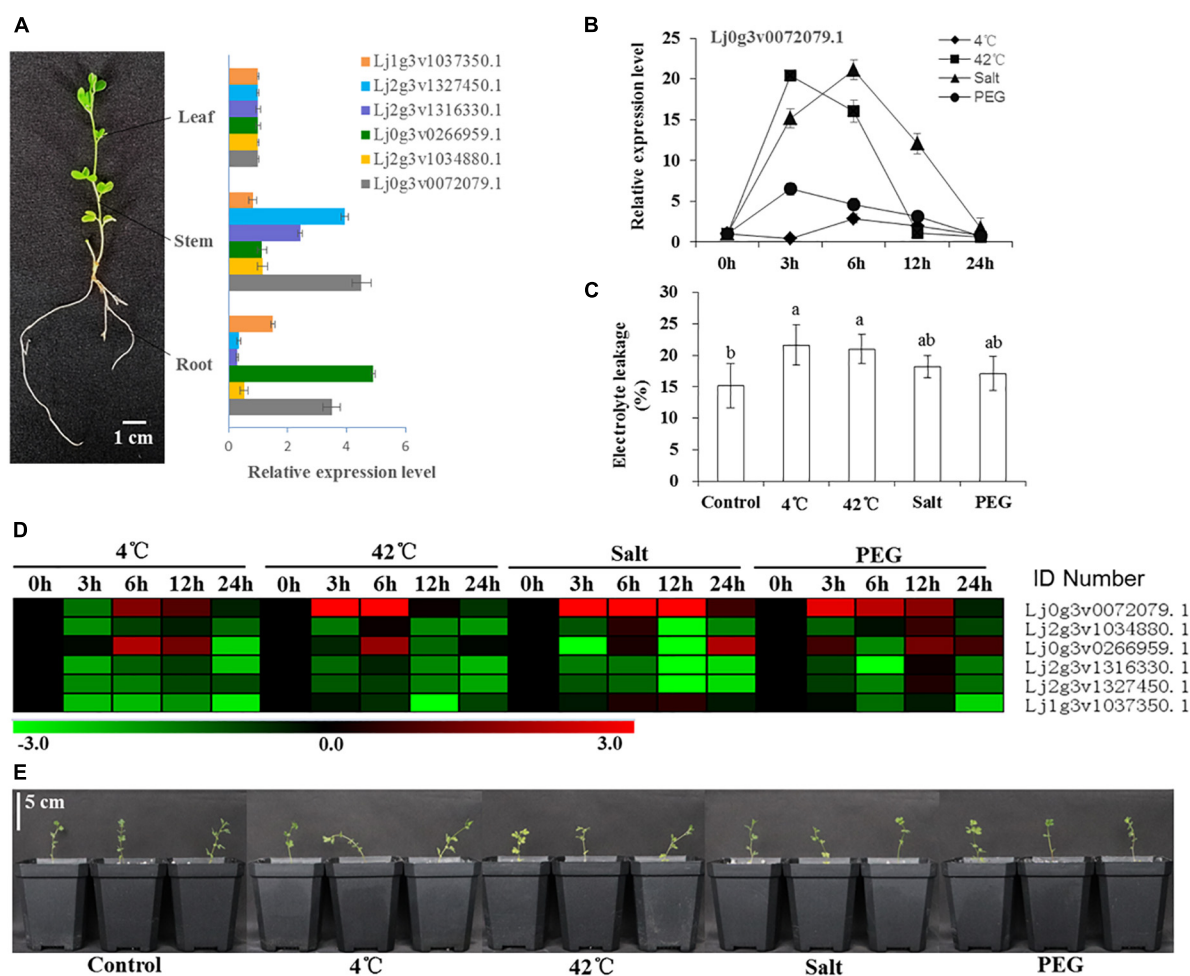 A
Leaf
Stem
Root
1 cm
Lj1g3v1037350.1
Lj2g3v1327450.1
Lj2g3v1316330.1
Lj0g3v0266959.1
Lj2g3v1034880.1
Lj0g3v0072079.1
0 2 4 6
Relative expression level
B
Lj0g3v0072079.1
Relative expression level
25
20
15
10
5
0
0h 3h 6h 12h 24h
4℃
42℃
Salt
PEG
C
Electrolyte leakage
(%)
30
25
20
15
10
5
0
b a a ab ab
Control 4℃ 42℃ Salt PEG
D
4℃ 42℃ Salt PEG
0h 3h 6h 12h 24h 0h 3h 6h 12h 24h 0h 3h 6h 12h 24h 0h 3h 6h 12h 24h
ID Number
Lj0g3v0072079.1
Lj2g3v1034880.1
Lj0g3v0266959.1
Lj2g3v1316330.1
Lj2g3v1327450.1
Lj1g3v1037350.1
-3.0 0.0 3.0
E
5 cm
Control 4℃ 42℃ Salt PEG